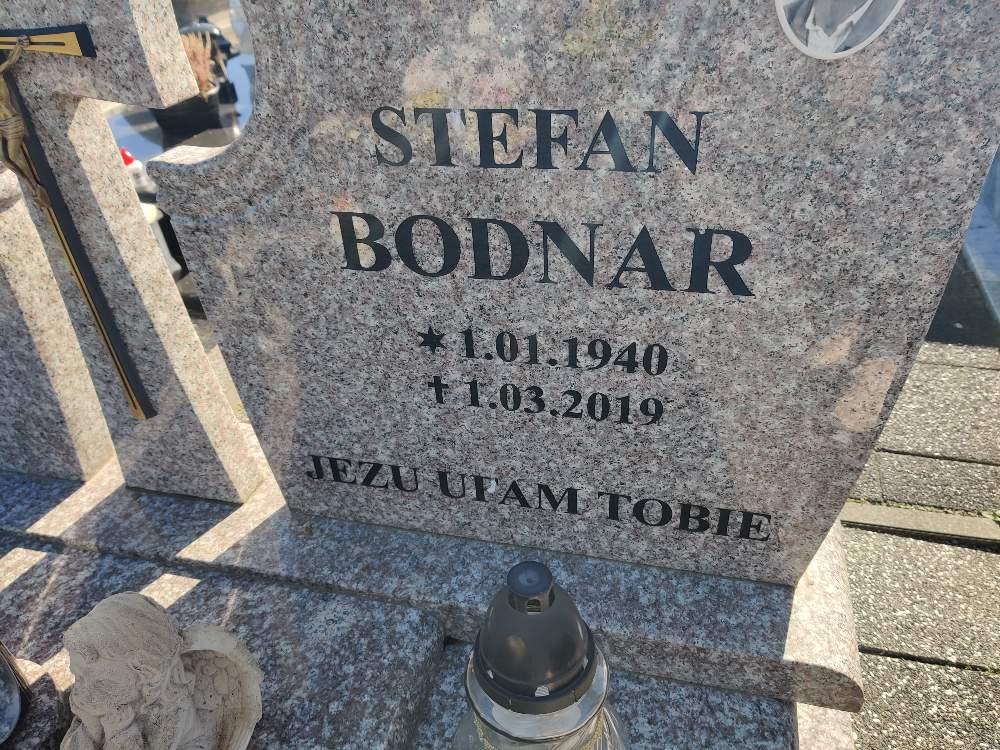 STEFAN
BODNAR
✶ 1.01.1940
✝ 1.03.2019
JEZU UFAM TOBIE